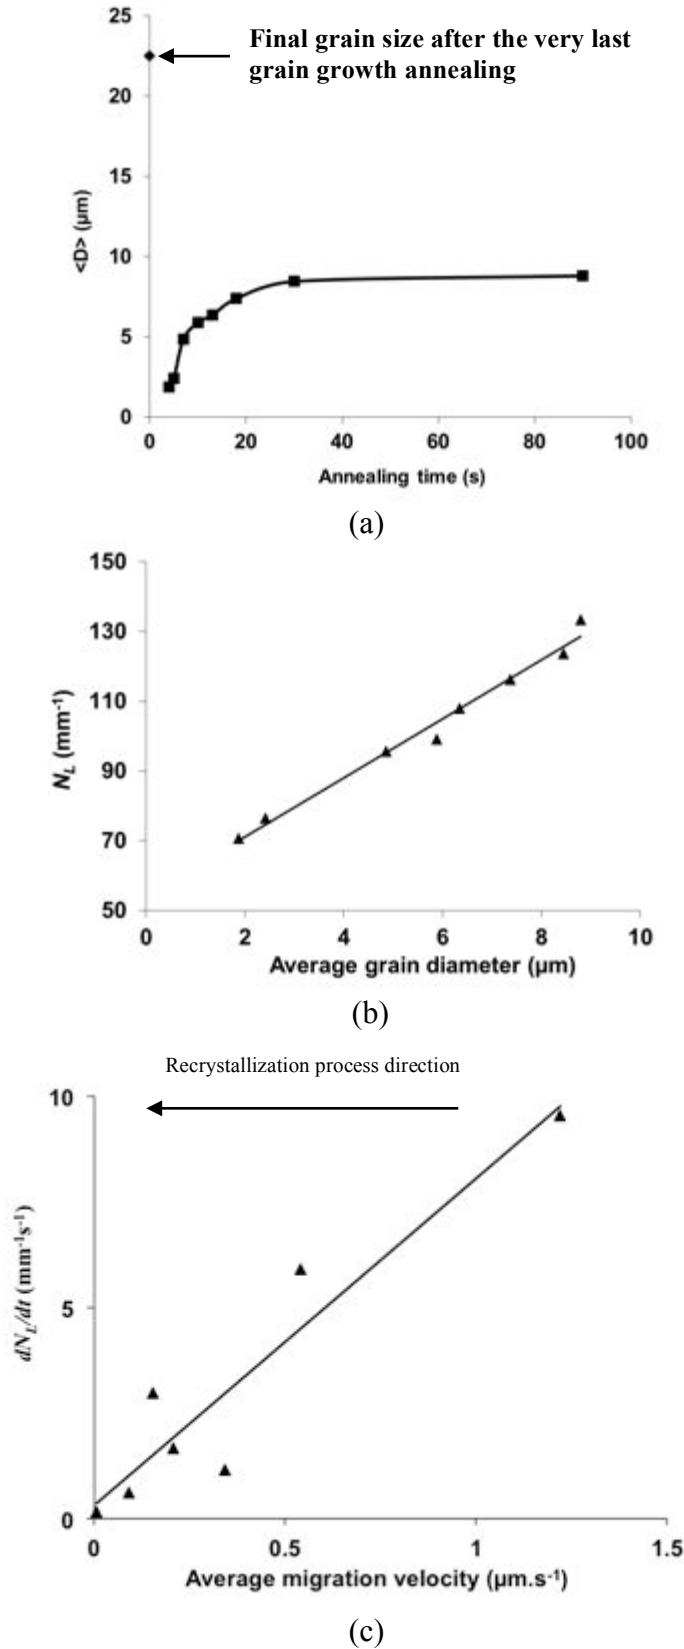 25
Final grain size after the very last
grain growth annealing
22
15
10
5
0
<D> (µm)
0 20 40 60 80 100
Annealing time (s)
(a)
150
130
110
90
70
50
N_L (mm⁻¹)
0 2 4 6 8 10
Average grain diameter (µm)
(b)
Recrystallization process direction
10
5
0
dN_L/dt (mm⁻¹s⁻¹)
0 0.5 1 1.5
Average migration velocity (µm.s⁻¹)
(c)